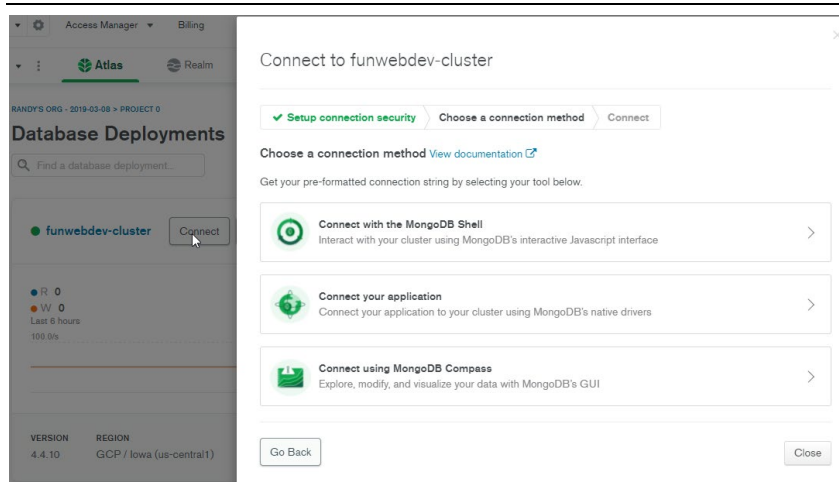 Access Manager Billing
Atlas Realm
RANDY'S ORG - 2019-03-08 > PROJECT 0
Database Deployments
Find a database deployment...
funwebdev-cluster Connect
R 0
W 0
Last 6 hours
100.0/s
VERSION REGION
4.4.10 GCP / Iowa (us-central1)
Connect to funwebdev-cluster
Setup connection security Choose a connection method Connect
Choose a connection method View documentation
Get your pre-formatted connection string by selecting your tool below.
Connect with the MongoDB Shell
Interact with your cluster using MongoDB's interactive Javascript interface
Connect your application
Connect your application to your cluster using MongoDB's native drivers
Connect using MongoDB Compass
Explore, modify, and visualize your data with MongoDB's GUI
Go Back Close